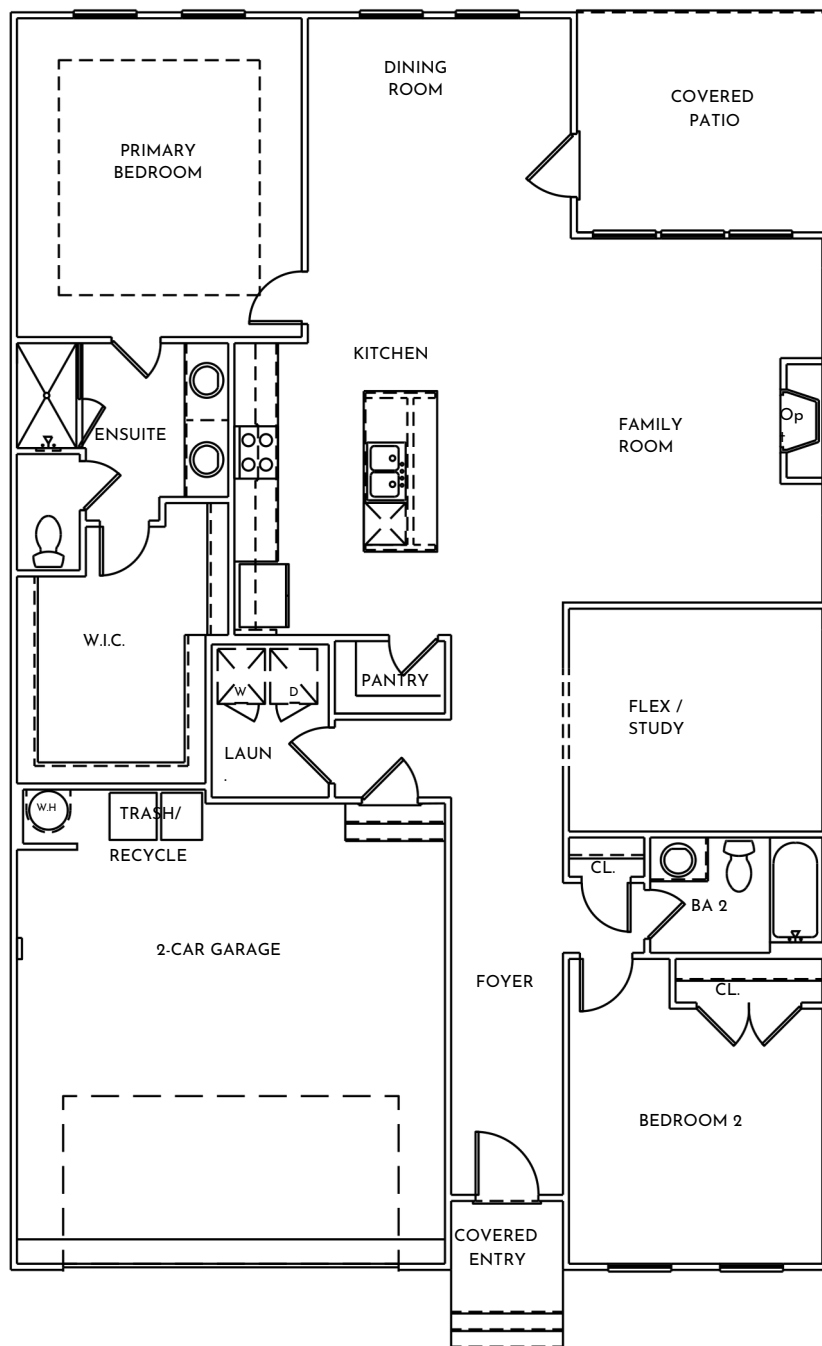 DINING
ROOM
COVERED
PATIO
PRIMARY
BEDROOM
KITCHEN
ENSUITE
FAMILY
ROOM
Op
W.I.C.
PANTRY
W
D
LAUN
.
FLEX /
STUDY
W.H
TRASH/
RECYCLE
CL.
BA 2
2-CAR GARAGE
FOYER
CL.
BEDROOM 2
COVERED
ENTRY